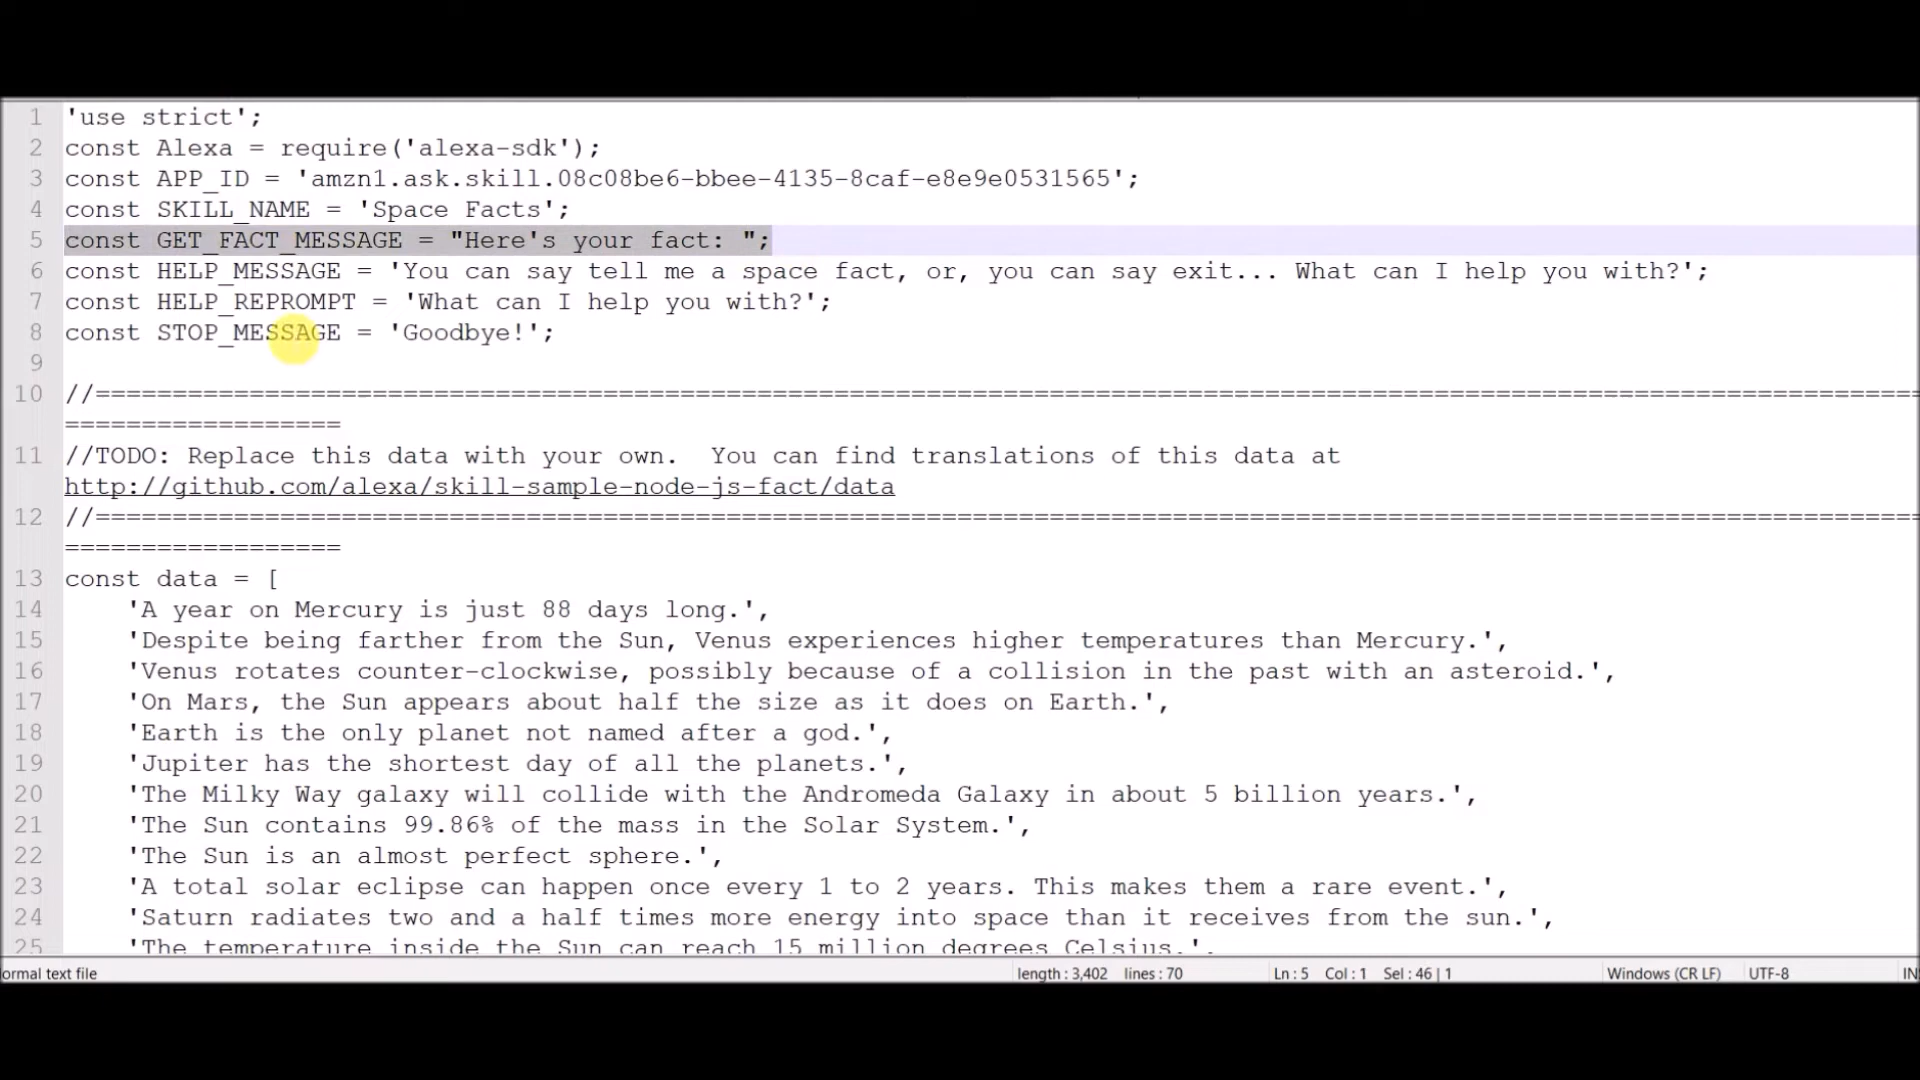 1 'use strict';
2 const Alexa = require('alexa-sdk');
3 const APP_ID = 'amzn1.ask.skill.08c08be6-bbee-4135-8caf-e8e9e0531565';
4 const SKILL_NAME = 'Space Facts';
5 const GET_FACT_MESSAGE = "Here's your fact: ";
6 const HELP_MESSAGE = 'You can say tell me a space fact, or, you can say exit... What can I help you with?';
7 const HELP_REPROMPT = 'What can I help you with?';
8 const STOP_MESSAGE = 'Goodbye!';
9
10 //=======================================================================================================================
==================
11 //TODO: Replace this data with your own.  You can find translations of this data at
http://github.com/alexa/skill-sample-node-js-fact/data
12 //=======================================================================================================================
==================
13 const data = [
14 'A year on Mercury is just 88 days long.',
15 'Despite being farther from the Sun, Venus experiences higher temperatures than Mercury.',
16 'Venus rotates counter-clockwise, possibly because of a collision in the past with an asteroid.',
17 'On Mars, the Sun appears about half the size as it does on Earth.',
18 'Earth is the only planet not named after a god.',
19 'Jupiter has the shortest day of all the planets.',
20 'The Milky Way galaxy will collide with the Andromeda Galaxy in about 5 billion years.',
21 'The Sun contains 99.86% of the mass in the Solar System.',
22 'The Sun is an almost perfect sphere.',
23 'A total solar eclipse can happen once every 1 to 2 years. This makes them a rare event.',
24 'Saturn radiates two and a half times more energy into space than it receives from the sun.',
25 'The temperature inside the Sun can reach 15 million degrees Celsius.',
ormal text file length : 3,402 lines : 70 Ln : 5 Col : 1 Sel : 46 | 1 Windows (CR LF) UTF-8 IN